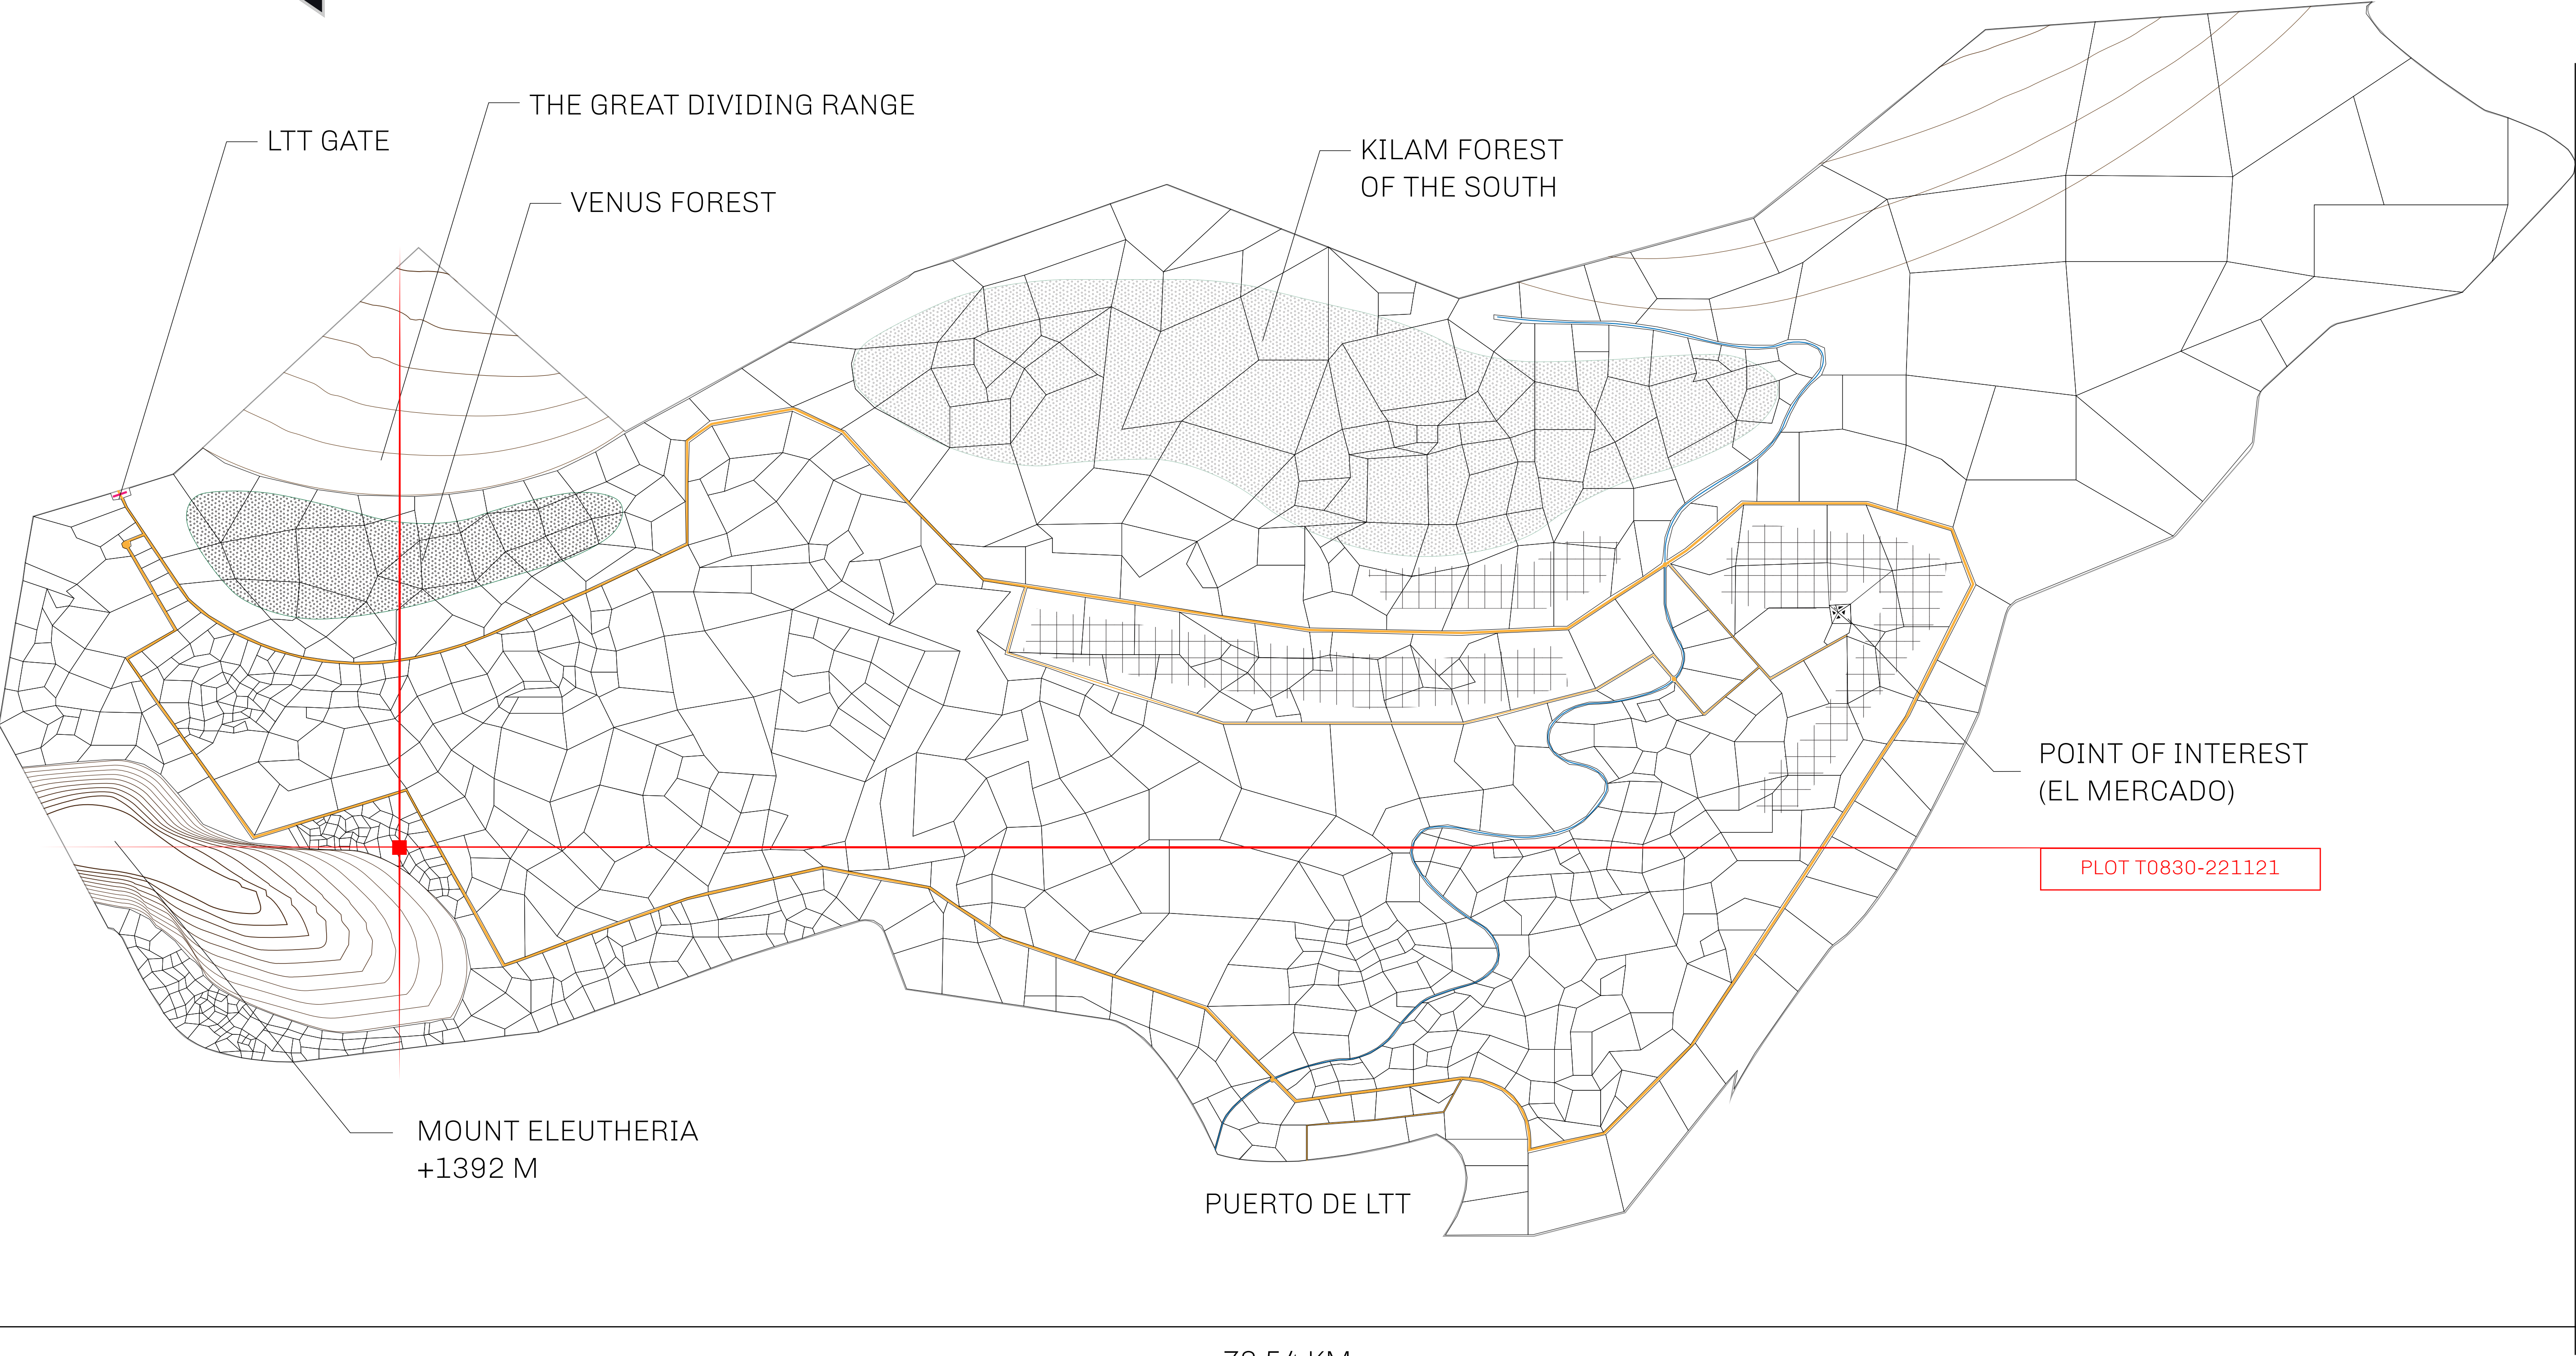 THE GREAT DIVIDING RANGE
LTT GATE
KILAM FOREST
OF THE SOUTH
VENUS FOREST
POINT OF INTEREST
(EL MERCADO)
PLOT T0830-221121
MOUNT ELEUTHERIA
+1392 M
PUERTO DE LTT
KM